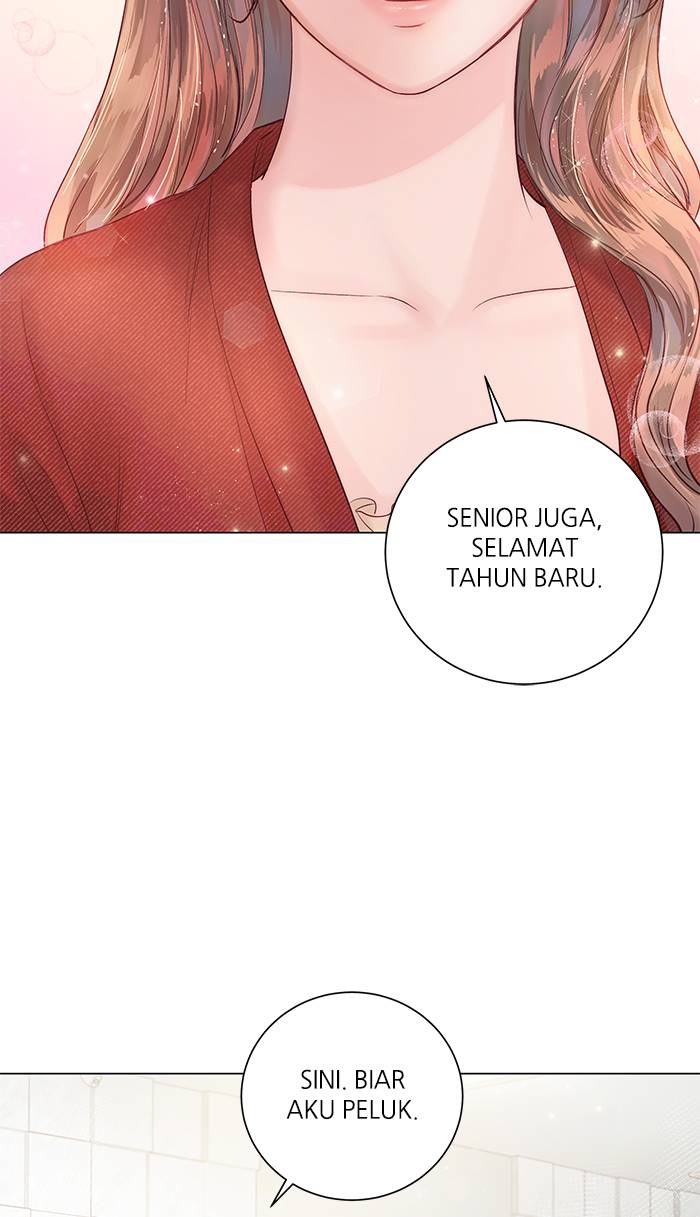 SENIOR JUGA,
SELAMAT
TAHUN BARU.
SINI. BIAR
AKU PELUK.